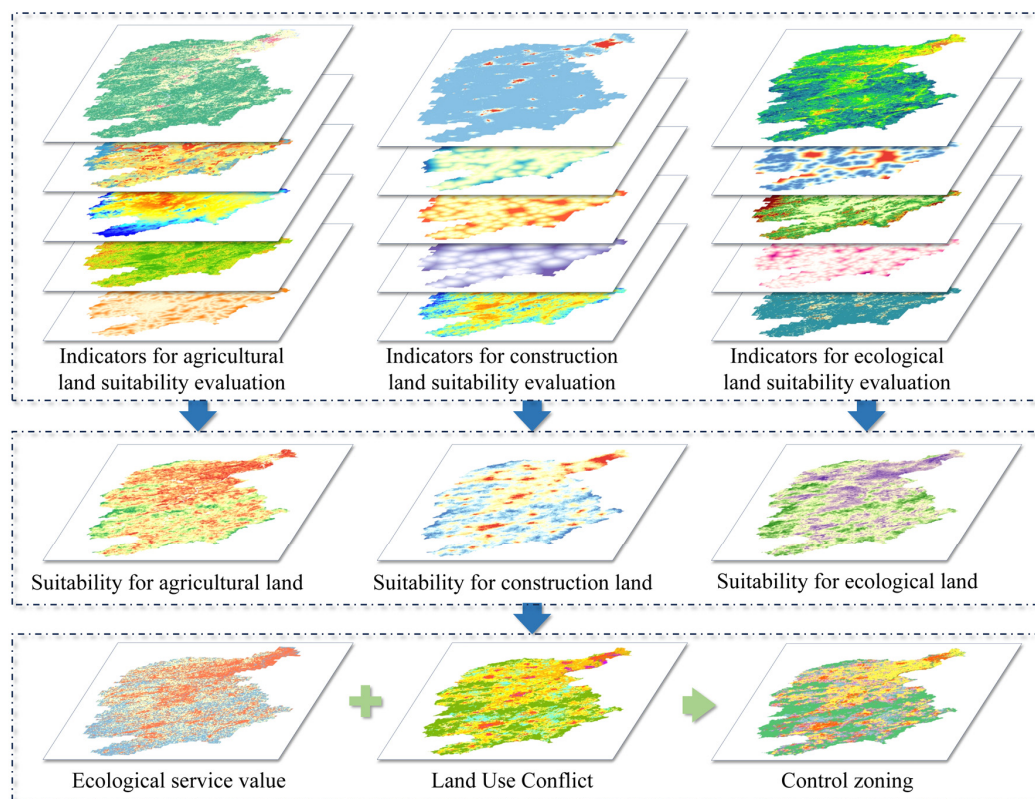 Indicators for agricultural
land suitability evaluation
Indicators for construction
land suitability evaluation
Indicators for ecological
land suitability evaluation
Suitability for agricultural land
Suitability for construction land
Suitability for ecological land
Ecological service value
Land Use Conflict
Control zoning